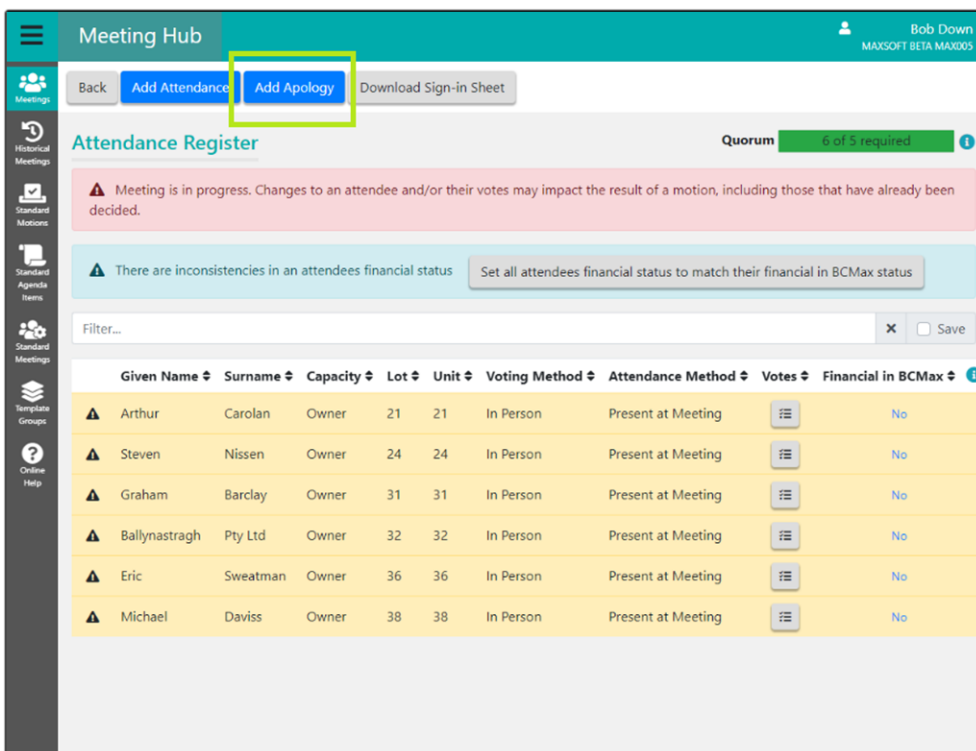 Meeting Hub
Bob Down
MAXSOFT BETA MAX005
Meetings
Historical
Meetings
Standard
Motions
Standard
Agenda
Items
Standard
Meetings
Template
Groups
Online
Help
Back Add Attendance Add Apology Download Sign-in Sheet
Attendance Register
Quorum 6 of 5 required
Meeting is in progress. Changes to an attendee and/or their votes may impact the result of a motion, including those that have already been
decided.
There are inconsistencies in an attendees financial status Set all attendees financial status to match their financial in BCMax status
Filter... Save
Given Name Surname Capacity Lot Unit Voting Method Attendance Method Votes Financial in BCMax
Arthur Carolan Owner 21 21 In Person Present at Meeting No
Steven Nissen Owner 24 24 In Person Present at Meeting No
Graham Barclay Owner 31 31 In Person Present at Meeting No
Ballynastragh Pty Ltd Owner 32 32 In Person Present at Meeting No
Eric Sweatman Owner 36 36 In Person Present at Meeting No
Michael Daviss Owner 38 38 In Person Present at Meeting No